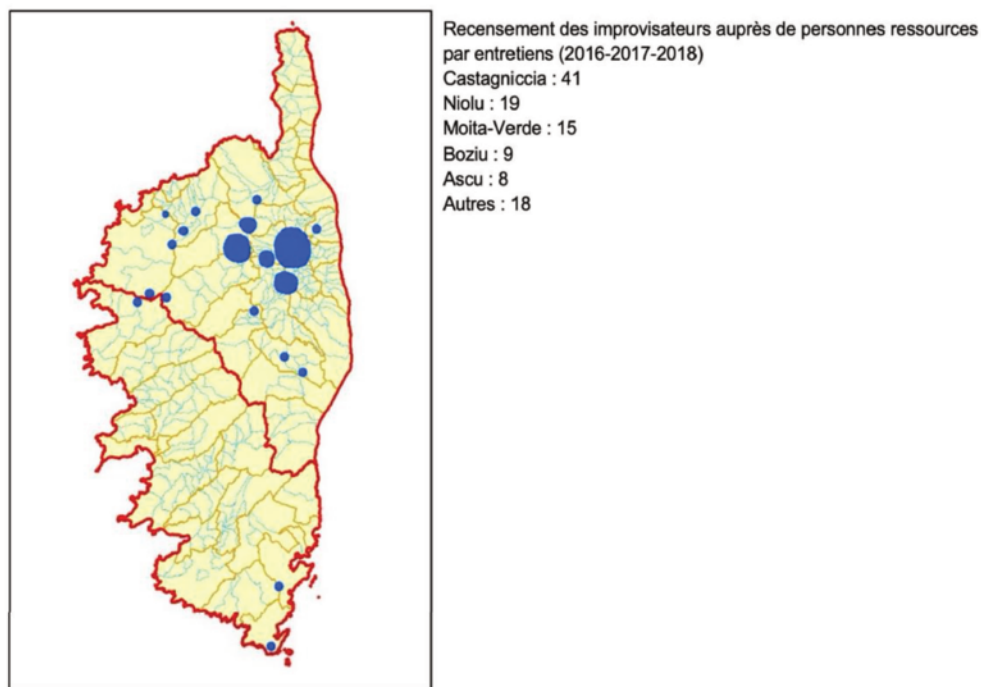 Recensement des improvisateurs auprès de personnes ressources
par entretiens (2016-2017-2018)
Castagniccia : 41
Niolu : 19
Moita-Verde : 15
Boziu : 9
Ascu : 8
Autres : 18